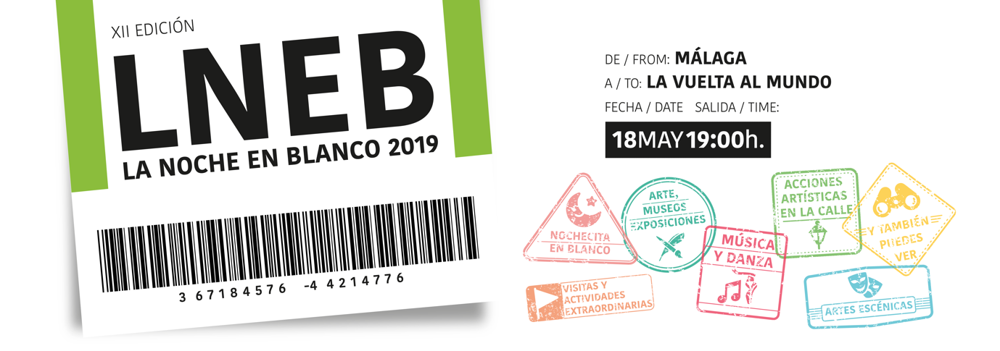 XII EDICIÓN
LNEB
LA NOCHE EN BLANCO 2019
3 67184576 -4 4214776
DE / FROM: MÁLAGA
A / TO: LA VUELTA AL MUNDO
FECHA / DATE SALIDA / TIME:
18MAY19:00h.
NOCHECITA
EN BLANCO
ARTE,
MUSEOS
EXPOSICIONES
MÚSICA
Y DANZA
ACCIONES
ARTÍSTICAS
EN LA CALLE
Y TAMBIÉN
PUEDES
VER
VISITAS Y
ACTIVIDADES
EXTRAORDINARIAS
ARTES ESCÉNICAS